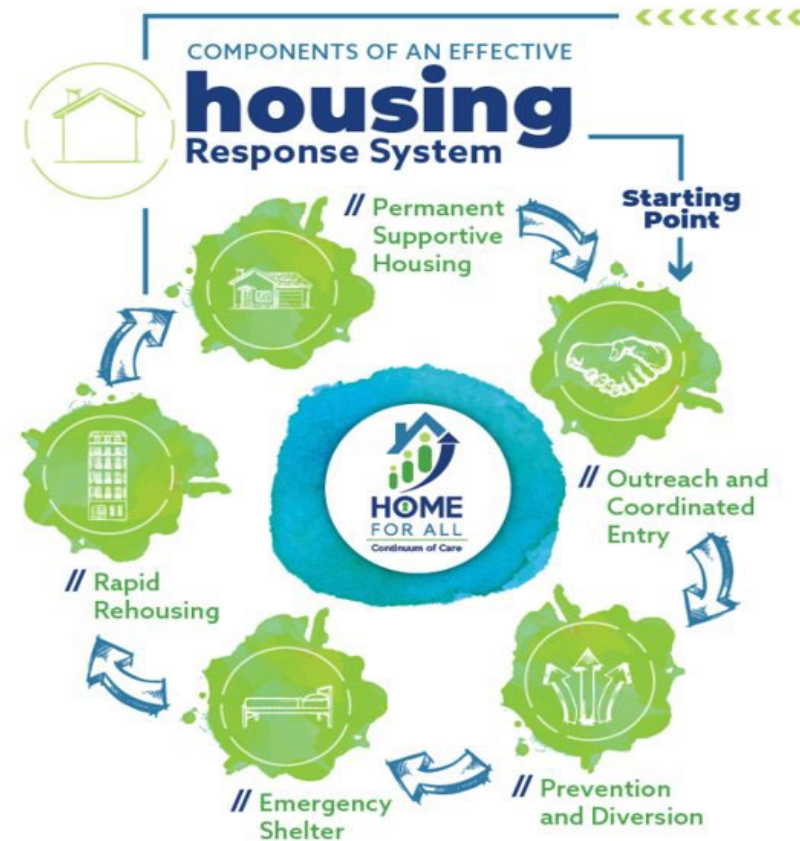 COMPONENTS OF AN EFFECTIVE
housing
Response System
Starting
Point
// Permanent
Supportive
Housing
// Outreach and
Coordinated
Entry
// Prevention
and Diversion
// Emergency
Shelter
// Rapid
Rehousing
HOME
FOR ALL
Continuum of Care